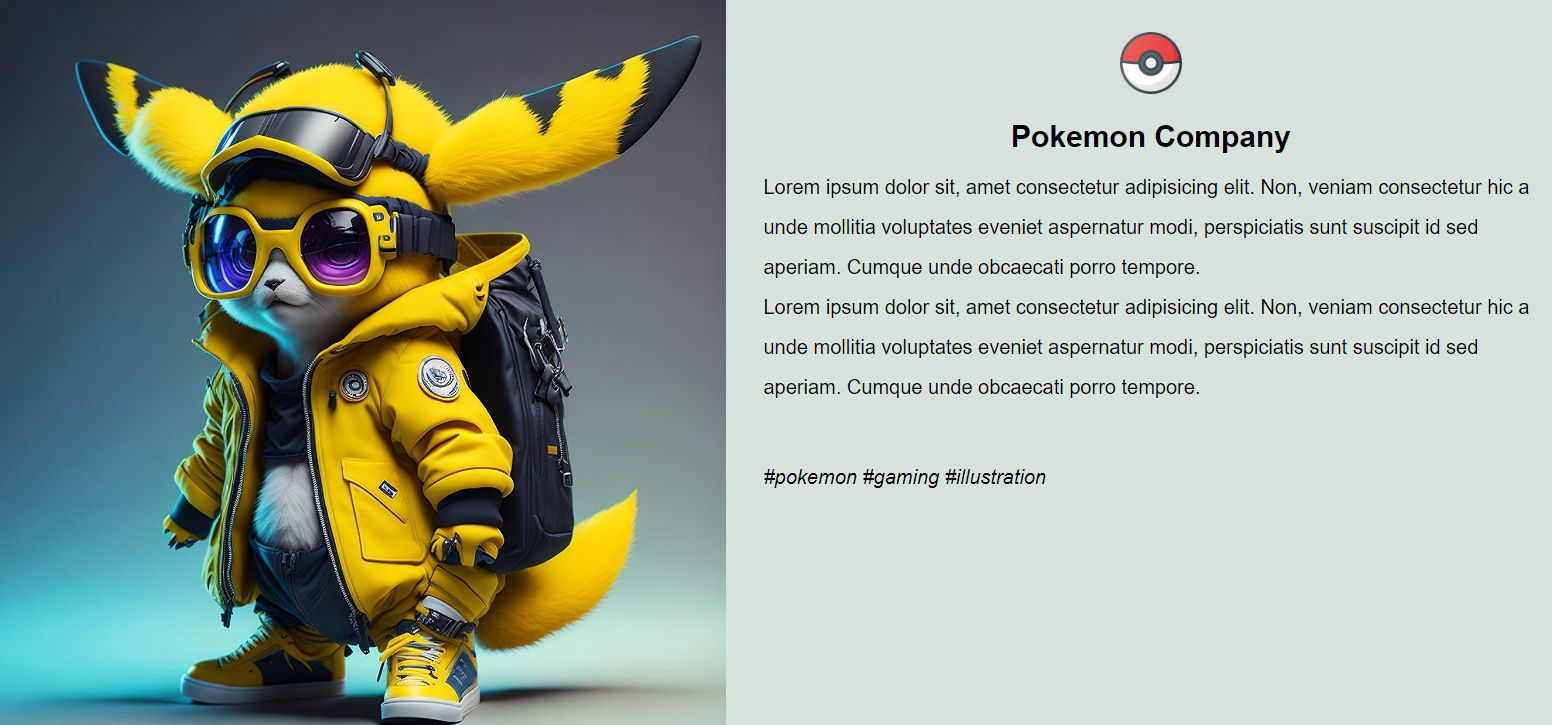 Pokemon Company
Lorem ipsum dolor sit, amet consectetur adipisicing elit. Non, veniam consectetur hic a
unde mollitia voluptates eveniet aspernatur modi, perspiciatis sunt suscipit id sed
aperiam. Cumque unde obcaecati porro tempore.
Lorem ipsum dolor sit, amet consectetur adipisicing elit. Non, veniam consectetur hic a
unde mollitia voluptates eveniet aspernatur modi, perspiciatis sunt suscipit id sed
aperiam. Cumque unde obcaecati porro tempore.
#pokemon #gaming #illustration